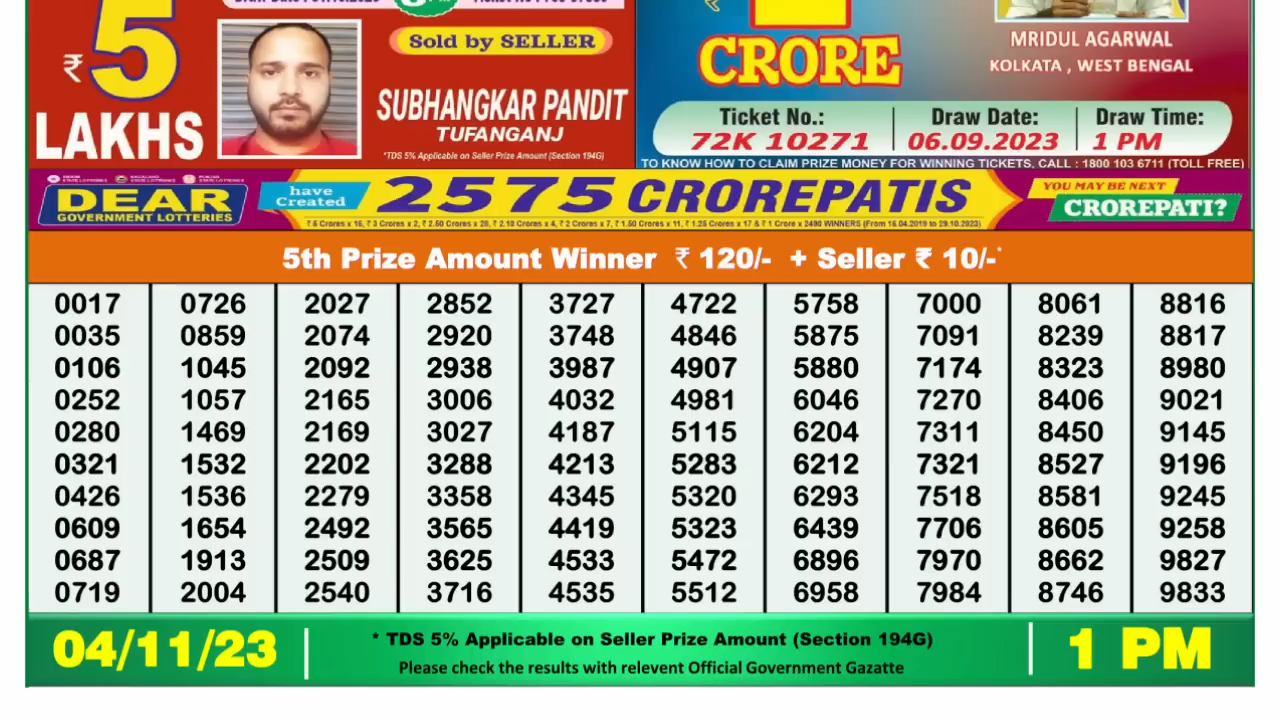 ₹ 5
LAKHS
Sold by SELLER
SUBHANGKAR PANDIT
TUFANGANJ
*TDS 5% Applicable on Seller Prize Amount (Section 194G)
CRORE
MRIDUL AGARWAL
KOLKATA , WEST BENGAL
Ticket No.: Draw Date: Draw Time:
72K 10271 06.09.2023 1 PM
TO KNOW HOW TO CLAIM PRIZE MONEY FOR WINNING TICKETS, CALL : 1800 103 6711 (TOLL FREE)
DEAR
GOVERNMENT LOTTERIES
have
Created
2575 CROREPATIS
YOU MAY BE NEXT
CROREPATI?
5th Prize Amount Winner ₹ 120/- + Seller ₹ 10/-*
0017 0726 2027 2852 3727 4722 5758 7000 8061 8816
0035 0859 2074 2920 3748 4846 5875 7091 8239 8817
0106 1045 2092 2938 3987 4907 5880 7174 8323 8980
0252 1057 2165 3006 4032 4981 6046 7270 8406 9021
0280 1469 2169 3027 4187 5115 6204 7311 8450 9145
0321 1532 2202 3288 4213 5283 6212 7321 8527 9196
0426 1536 2279 3358 4345 5320 6293 7518 8581 9245
0609 1654 2492 3565 4419 5323 6439 7706 8605 9258
0687 1913 2509 3625 4533 5472 6896 7970 8662 9827
0719 2004 2540 3716 4535 5512 6958 7984 8746 9833
04/11/23
* TDS 5% Applicable on Seller Prize Amount (Section 194G)
Please check the results with relevent Official Government Gazatte
1 PM